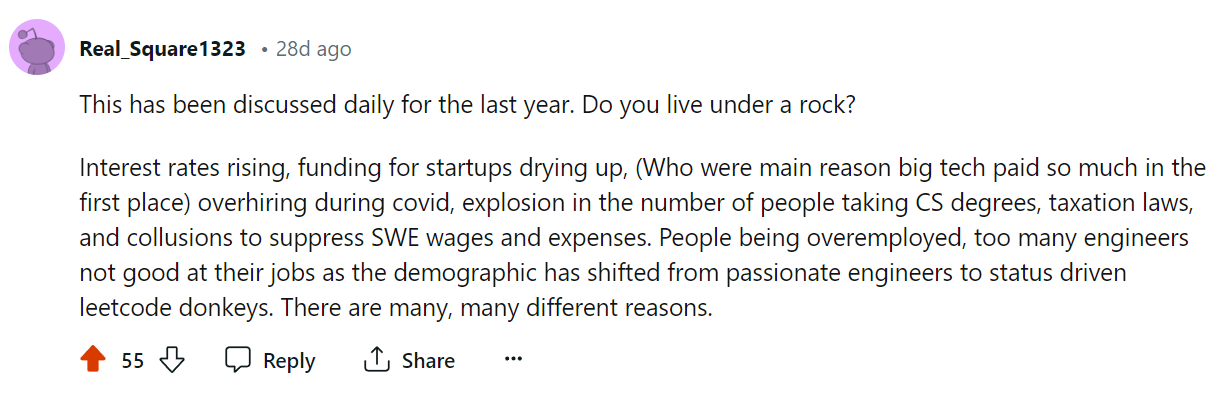 Real_Square1323 • 28d ago
This has been discussed daily for the last year. Do you live under a rock?
Interest rates rising, funding for startups drying up, (Who were main reason big tech paid so much in the
first place) overhiring during covid, explosion in the number of people taking CS degrees, taxation laws,
and collusions to suppress SWE wages and expenses. People being overemployed, too many engineers
not good at their jobs as the demographic has shifted from passionate engineers to status driven
leetcode donkeys. There are many, many different reasons.
55 Reply Share ...